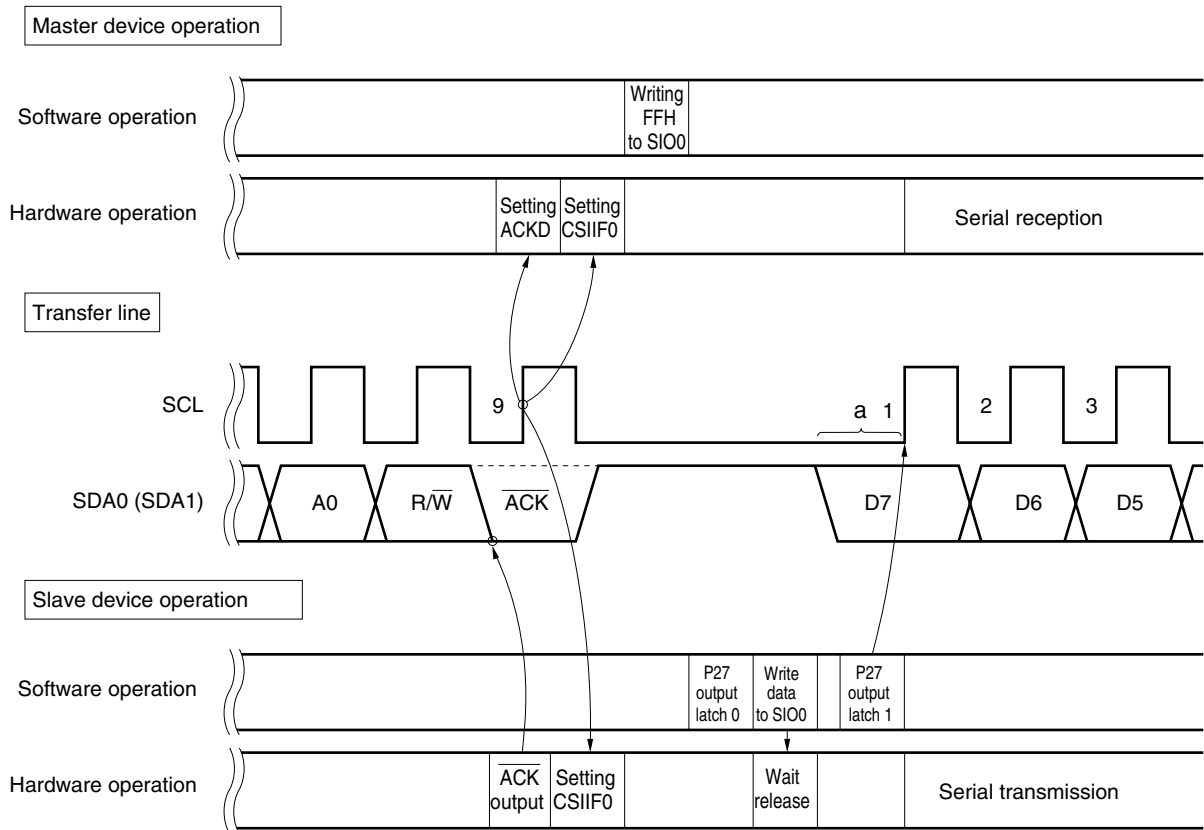 Master device operation
Software operation
Writing
FFH
to SIO0
Hardware operation
Setting
ACKD
Setting
CSIIF0
Serial reception
Transfer line
SCL
9
a 1
2
3
SDA0 (SDA1)
A0
R/W̅
A̅C̅K̅
D7
D6
D5
Slave device operation
Software operation
P27
output
latch 0
Write
data
to SIO0
P27
output
latch 1
Hardware operation
A̅C̅K̅
output
Setting
CSIIF0
Wait
release
Serial transmission